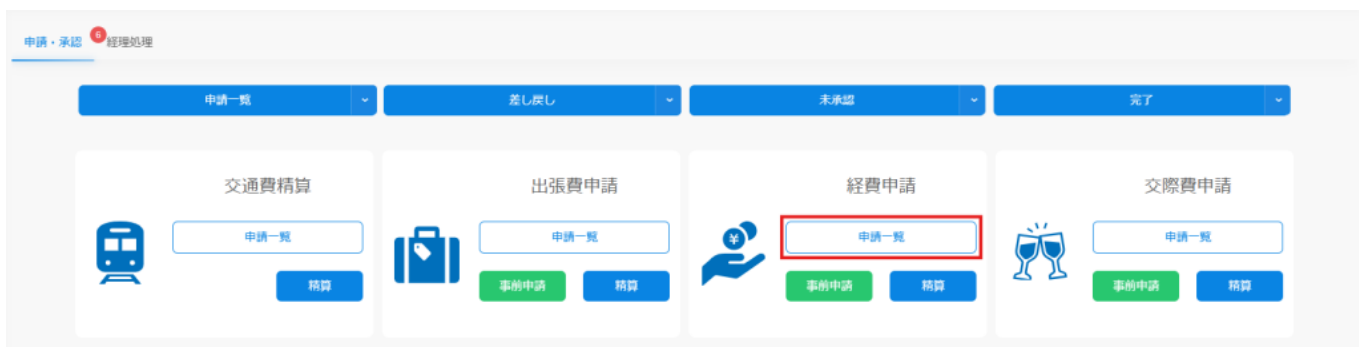 申請・承認 6 経理処理
申請一覧 差し戻し 未承認 完了
交通費精算 出張費申請 経費申請 交際費申請
申請一覧 申請一覧 ¥ 申請一覧 申請一覧
精算 事前申請 精算 事前申請 精算 事前申請 精算